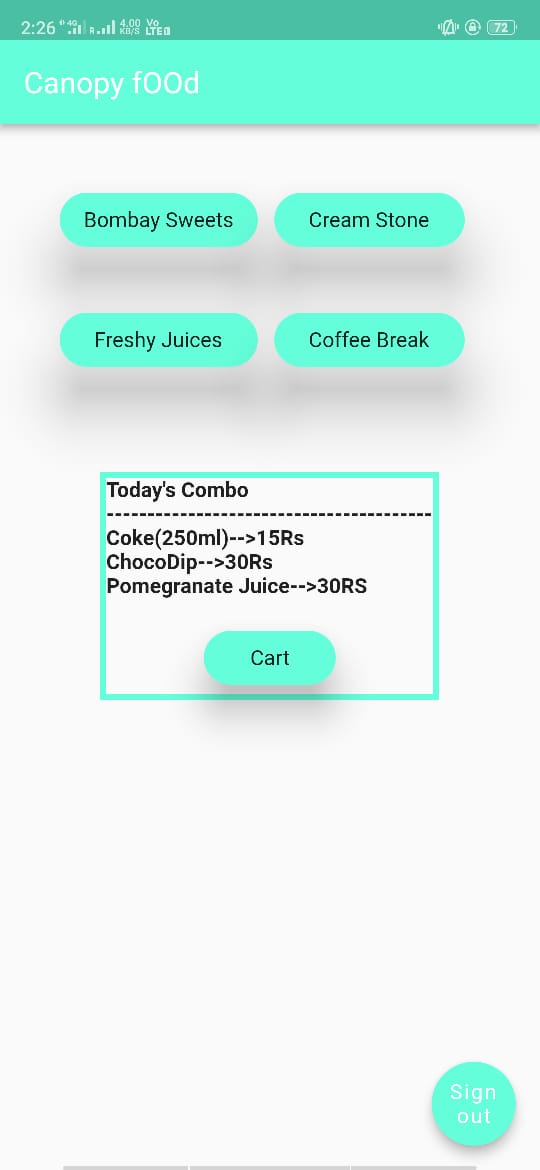 2:26 4G R 4.00 KB/S Vo LTE 72
Canopy fOOd
Bombay Sweets Cream Stone
Freshy Juices Coffee Break
Today's Combo
----------------------------------------
Coke(250ml)-->15Rs
ChocoDip-->30Rs
Pomegranate Juice-->30RS
Cart
Sign
out